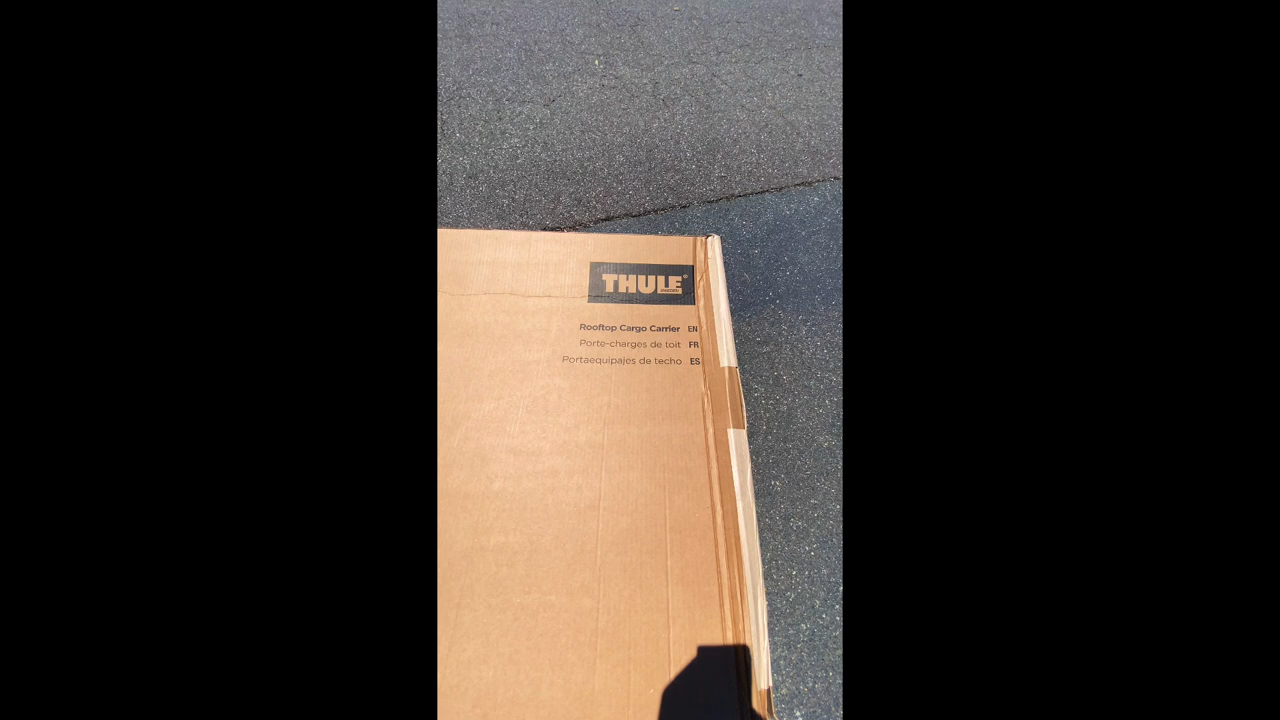 THULE
Rooftop Cargo Carrier EN
Porte-charges de toit FR
Portaequipajes de techo ES